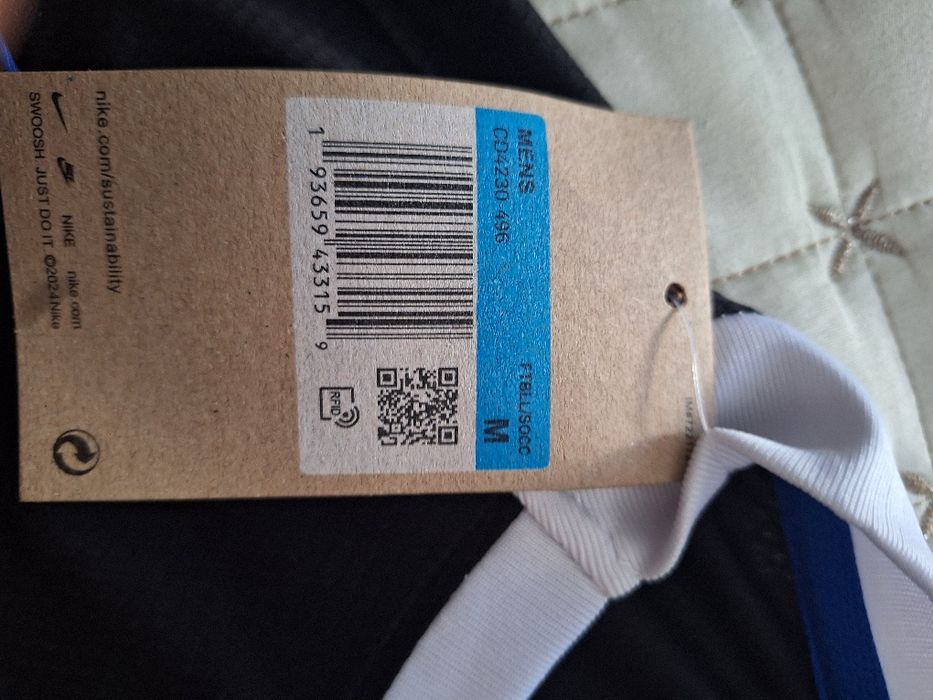 MENS
CD4230-496
FTBLL/SOCC
M
1 93659 43315 9
RFID
nike.com/sustainability
NIKE nike.com
SWOOSH JUST DO IT ©2024 Nike